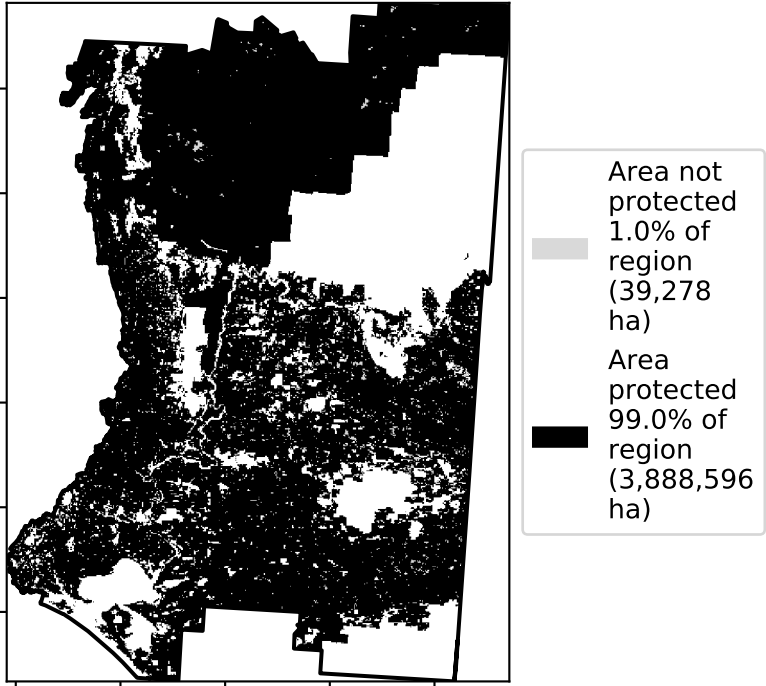 Area not
protected
1.0% of
region
(39,278
ha)
Area
protected
99.0% of
region
(3,888,596
ha)